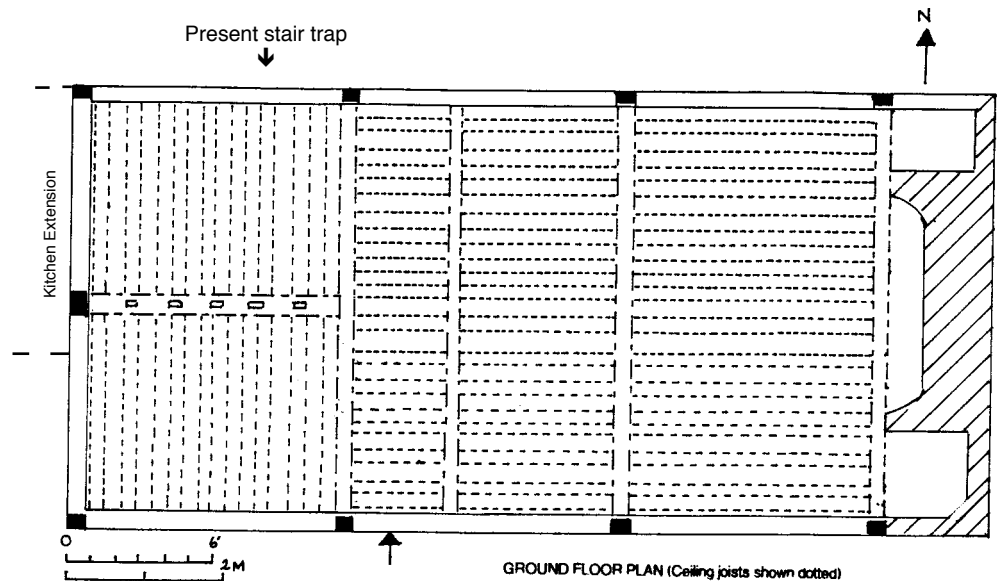 Present stair trap
N
Kitchen Extension
0 6'
2M
GROUND FLOOR PLAN (Ceiling joists shown dotted)